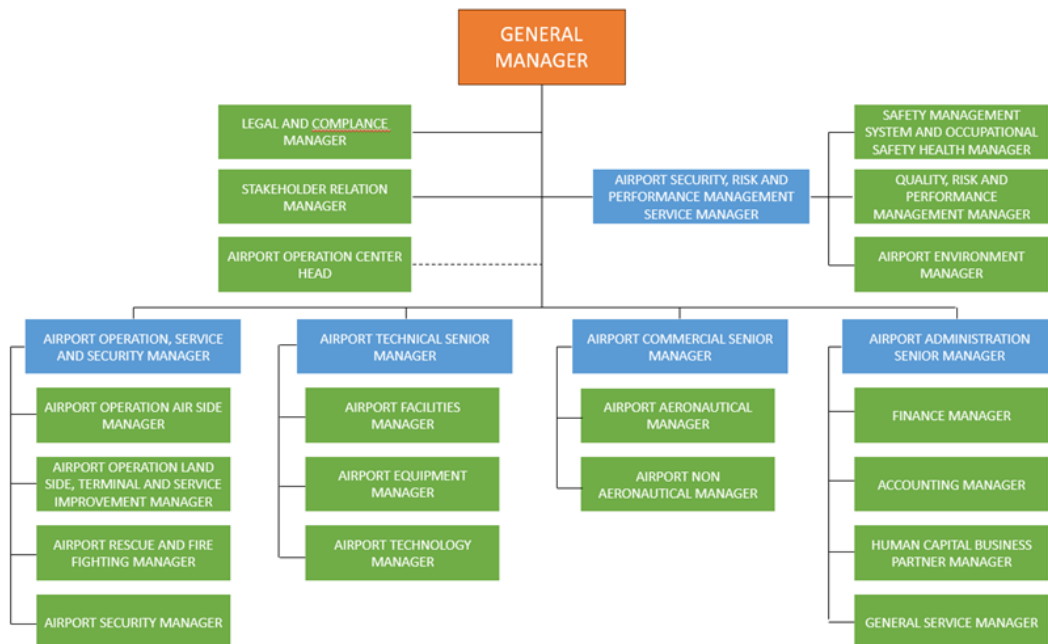 GENERAL
MANAGER
LEGAL AND COMPLANCE
MANAGER
STAKEHOLDER RELATION
MANAGER
AIRPORT OPERATION CENTER
HEAD
AIRPORT SECURITY, RISK AND
PERFORMANCE MANAGEMENT
SERVICE MANAGER
SAFETY MANAGEMENT
SYSTEM AND OCCUPATIONAL
SAFETY HEALTH MANAGER
QUALITY, RISK AND
PERFORMANCE
MANAGEMENT MANAGER
AIRPORT ENVIRONMENT
MANAGER
AIRPORT OPERATION, SERVICE
AND SECURITY MANAGER
AIRPORT OPERATION AIR SIDE
MANAGER
AIRPORT OPERATION LAND
SIDE, TERMINAL AND SERVICE
IMPROVEMENT MANAGER
AIRPORT RESCUE AND FIRE
FIGHTING MANAGER
AIRPORT SECURITY MANAGER
AIRPORT TECHNICAL SENIOR
MANAGER
AIRPORT FACILITIES
MANAGER
AIRPORT EQUIPMENT
MANAGER
AIRPORT TECHNOLOGY
MANAGER
AIRPORT COMMERCIAL SENIOR
MANAGER
AIRPORT AERONAUTICAL
MANAGER
AIRPORT NON
AERONAUTICAL MANAGER
AIRPORT ADMINISTRATION
SENIOR MANAGER
FINANCE MANAGER
ACCOUNTING MANAGER
HUMAN CAPITAL BUSINESS
PARTNER MANAGER
GENERAL SERVICE MANAGER